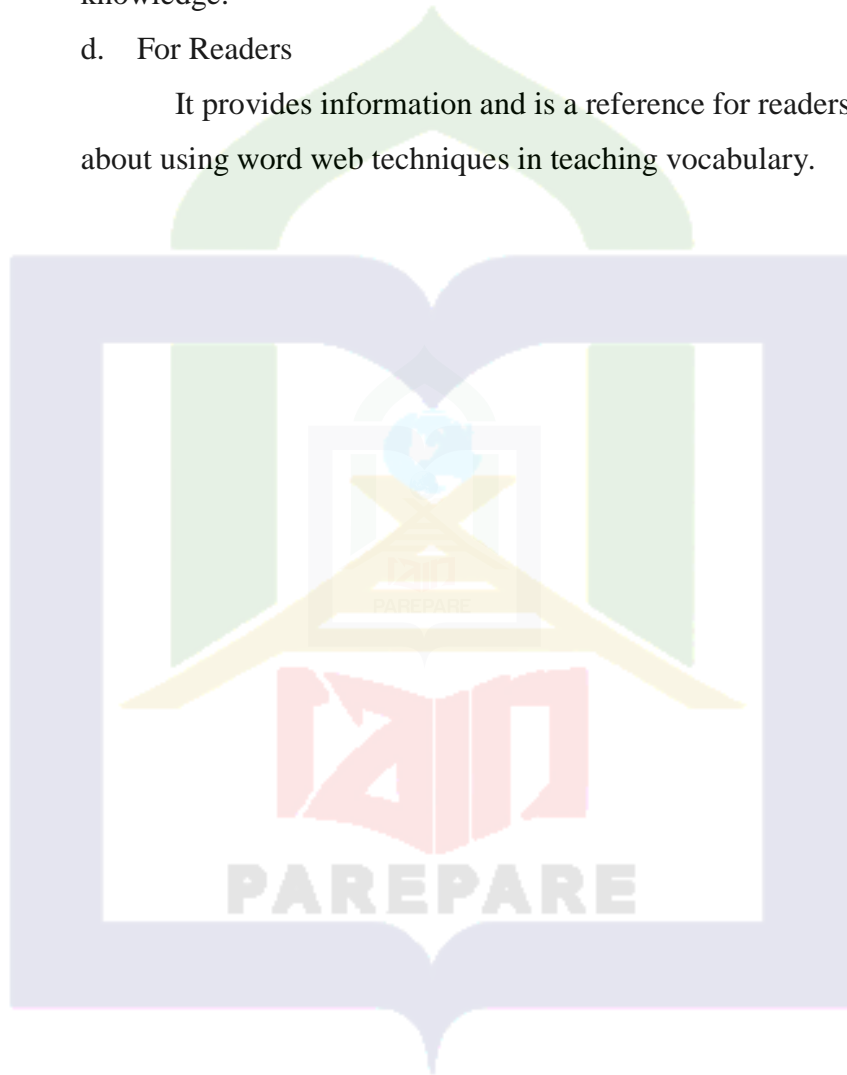 knowledge.
d. For Readers
It provides information and is a reference for readers
about using word web techniques in teaching vocabulary.
PAREPARE
PAREPARE